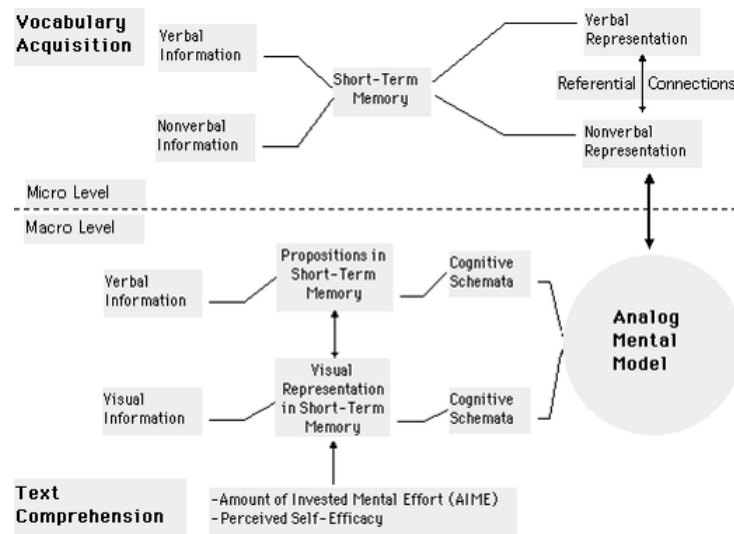 Vocabulary
Acquisition
Verbal
Information
Nonverbal
Information
Short-Term
Memory
Verbal
Representation
Referential
Connections
Nonverbal
Representation
Micro Level
Macro Level
Verbal
Information
Propositions in
Short-Term
Memory
Cognitive
Schemata
Analog
Mental
Model
Visual
Information
Visual
Representation
in Short-Term
Memory
Cognitive
Schemata
Text
Comprehension
-Amount of Invested Mental Effort (AIME)
-Perceived Self-Efficacy